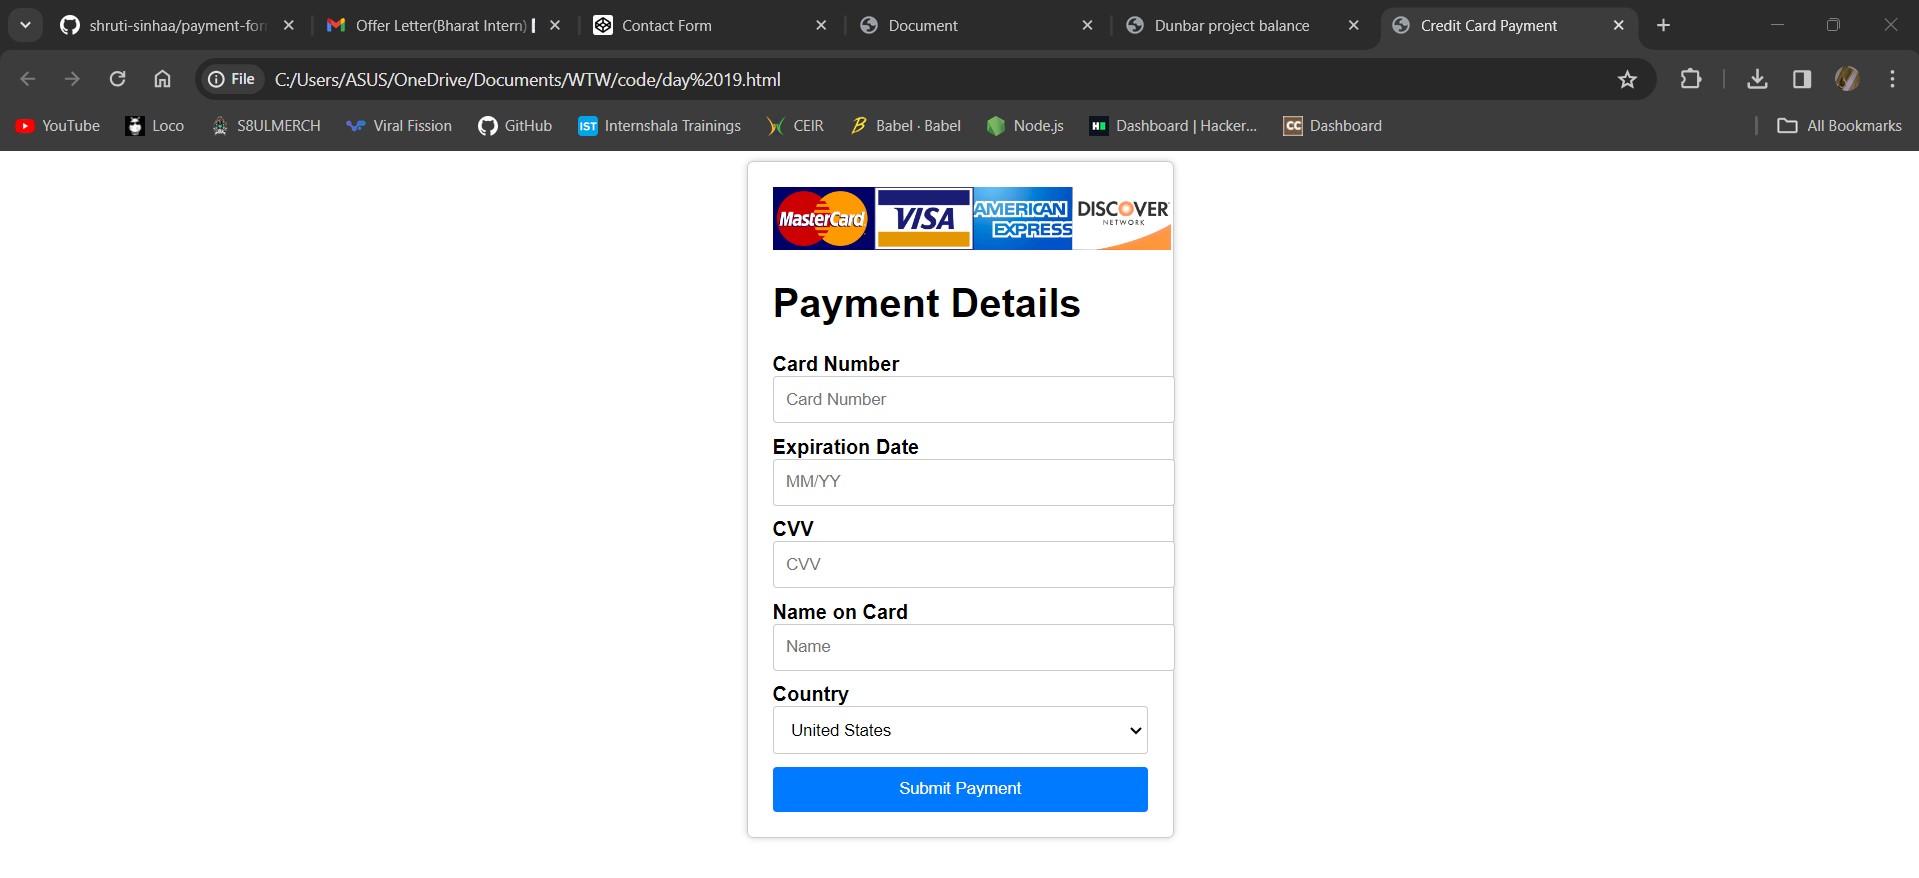 shruti-sinhaa/payment-for
Offer Letter(Bharat Intern)
Contact Form
Document
Dunbar project balance
Credit Card Payment
File
C:/Users/ASUS/OneDrive/Documents/WTW/code/day%2019.html
YouTube
Loco
S8ULMERCH
Viral Fission
GitHub
IST
Internshala Trainings
CEIR
Babel · Babel
Node.js
Dashboard | Hacker...
CC
Dashboard
All Bookmarks
MasterCard
VISA
AMERICAN
EXPRESS
DISCOVER
NETWORK
Payment Details
Card Number
Card Number
Expiration Date
MM/YY
CVV
CVV
Name on Card
Name
Country
United States
Submit Payment